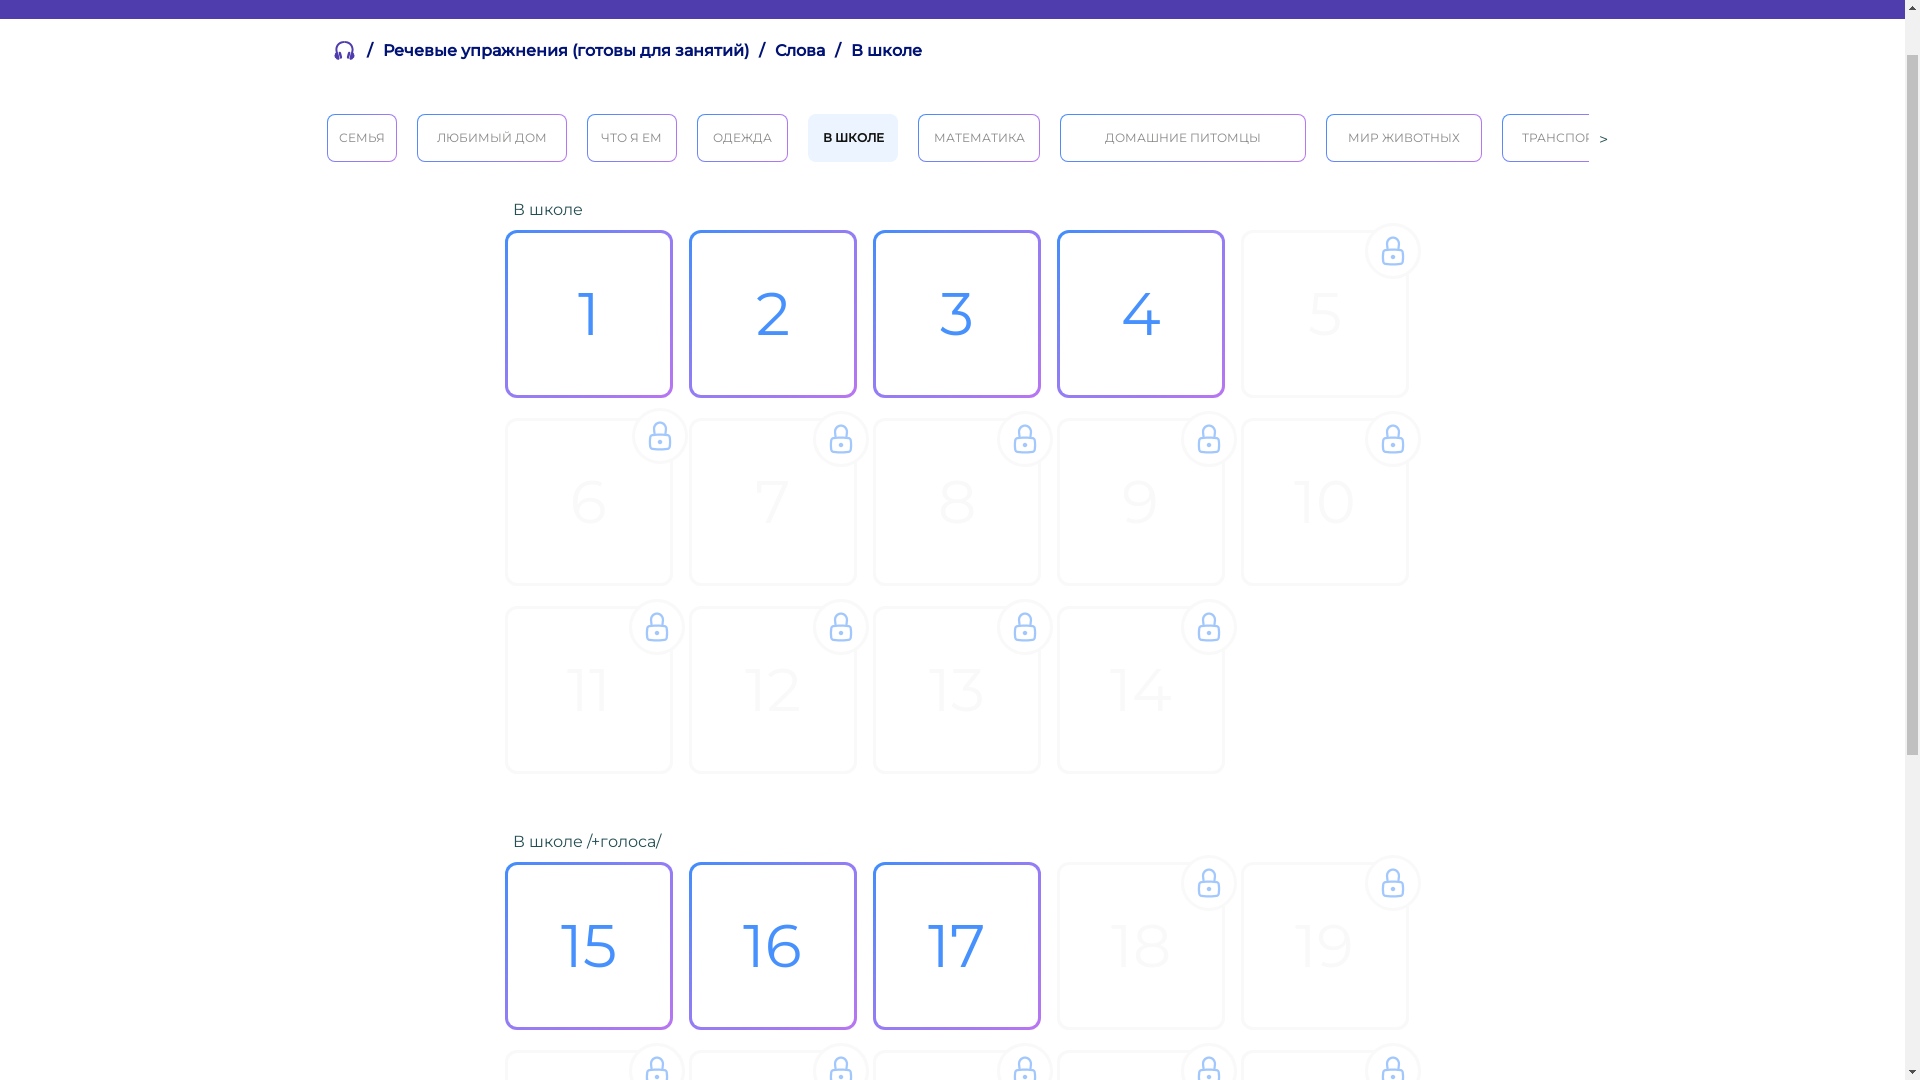 / Речевые упражнения (готовы для занятий) / Слова / В школе
СЕМЬЯ ЛЮБИМЫЙ ДОМ ЧТО Я ЕМ ОДЕЖДА В ШКОЛЕ МАТЕМАТИКА ДОМАШНИЕ ПИТОМЦЫ МИР ЖИВОТНЫХ ТРАНСПОР >
В школе
1 2 3 4 5
6 7 8 9 10
11 12 13 14
В школе /+голоса/
15 16 17 18 19